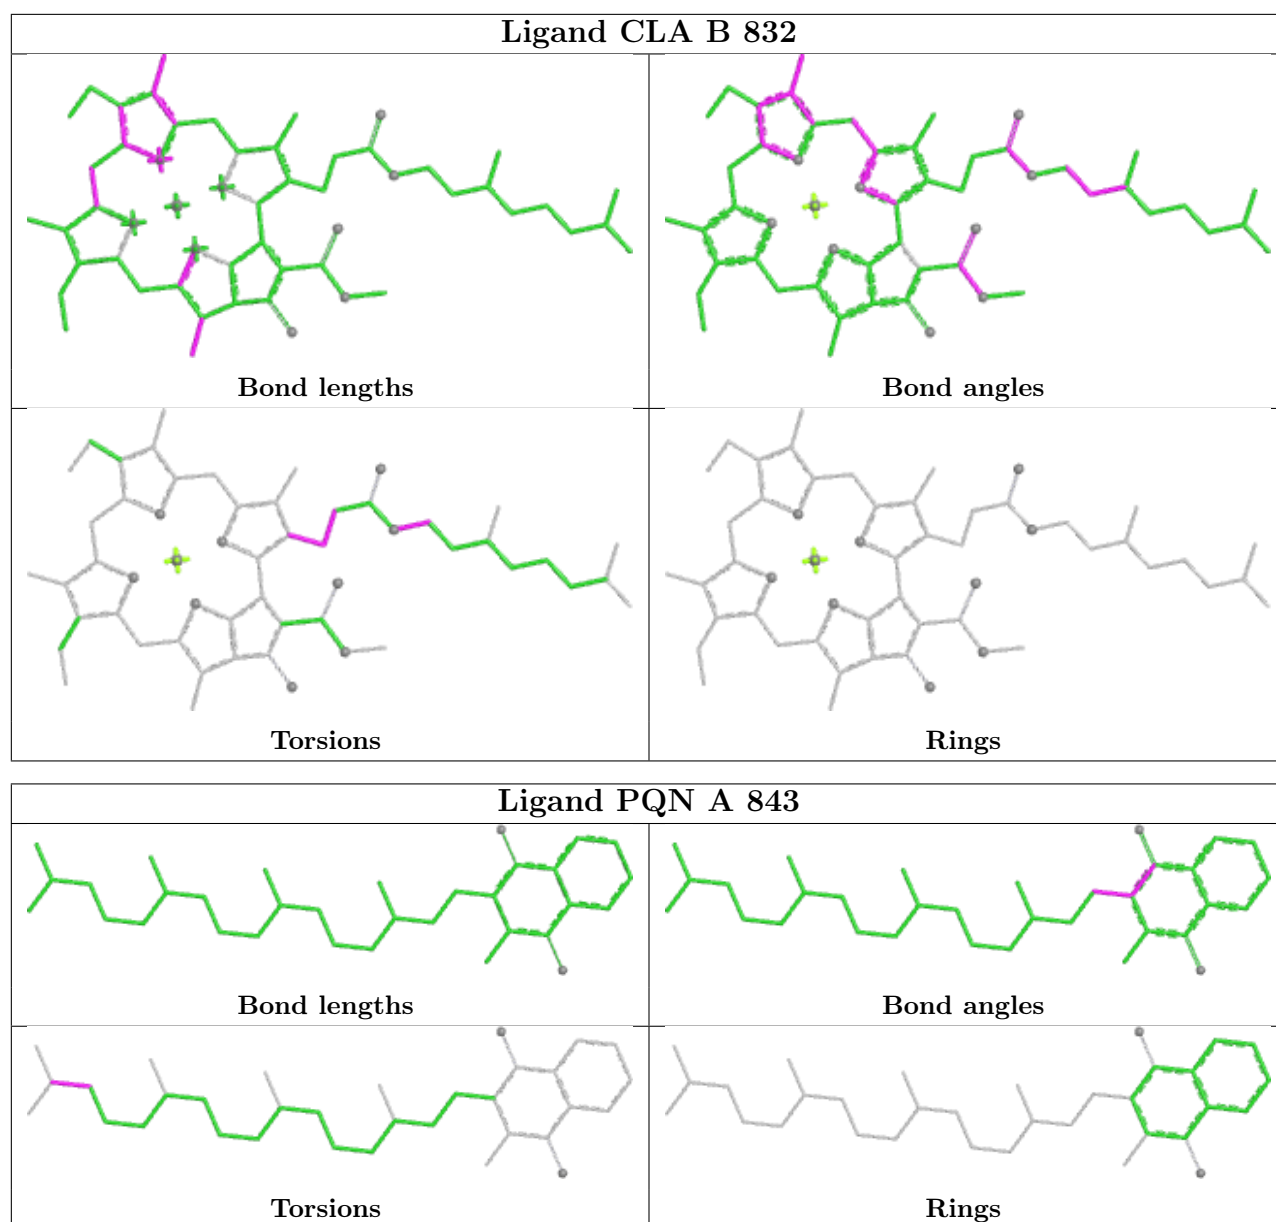 Ligand CLA B 832
Bond lengths
Bond angles
Torsions
Rings
Ligand PQN A 843
Bond lengths
Bond angles
Torsions
Rings